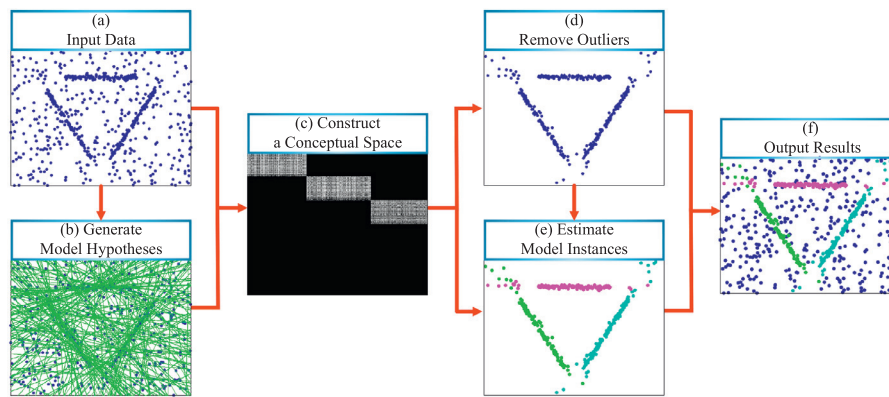 (a)
Input Data
(b) Generate
Model Hypotheses
(c) Construct
a Conceptual Space
(d)
Remove Outliers
(e) Estimate
Model Instances
(f)
Output Results